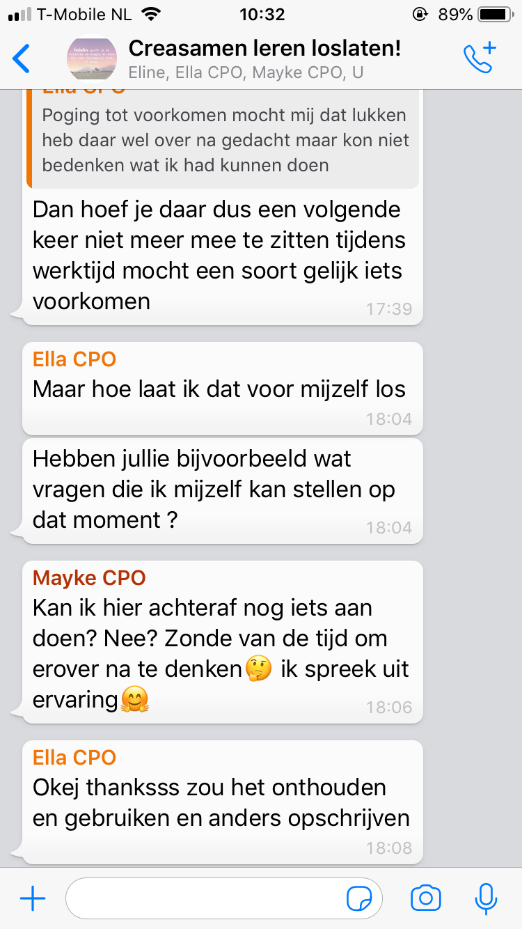 T-Mobile NL 10:32 89%
Creasamen leren loslaten!
Eline, Ella CPO, Mayke CPO, U
Ella CPO
Poging tot voorkomen mocht mij dat lukken
heb daar wel over na gedacht maar kon niet
bedenken wat ik had kunnen doen
Dan hoef je daar dus een volgende
keer niet meer mee te zitten tijdens
werktijd mocht een soort gelijk iets
voorkomen
17:39
Ella CPO
Maar hoe laat ik dat voor mijzelf los
18:04
Hebben jullie bijvoorbeeld wat
vragen die ik mijzelf kan stellen op
dat moment ?
18:04
Mayke CPO
Kan ik hier achteraf nog iets aan
doen? Nee? Zonde van de tijd om
erover na te denken🤔 ik spreek uit
ervaring🤗
18:06
Ella CPO
Okej thanksss zou het onthouden
en gebruiken en anders opschrijven
18:08